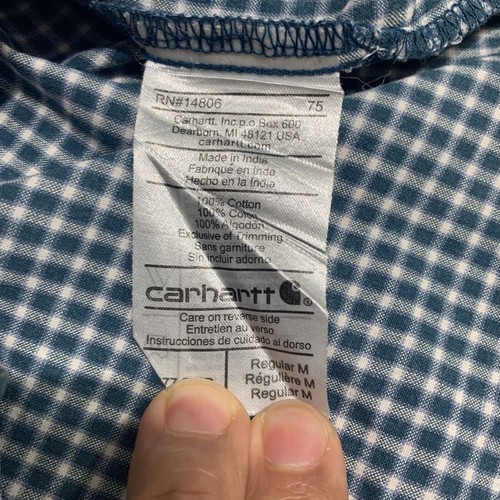 RN#14806 75
Carhartt, Inc.p.o.Box 600
Dearborn, MI 48121 USA
carhartt.com
Made in India
Fabriqué en Inde
Hecho en la India
100% Cotton
100% Coton
100% Algodón
Exclusive of Trimming
Sans garniture
Sin incluir adorno
carhartt ®
Care on reverse side
Entretien au verso
Instrucciones de cuidado al dorso
Regular M
Régulière M
Regular M